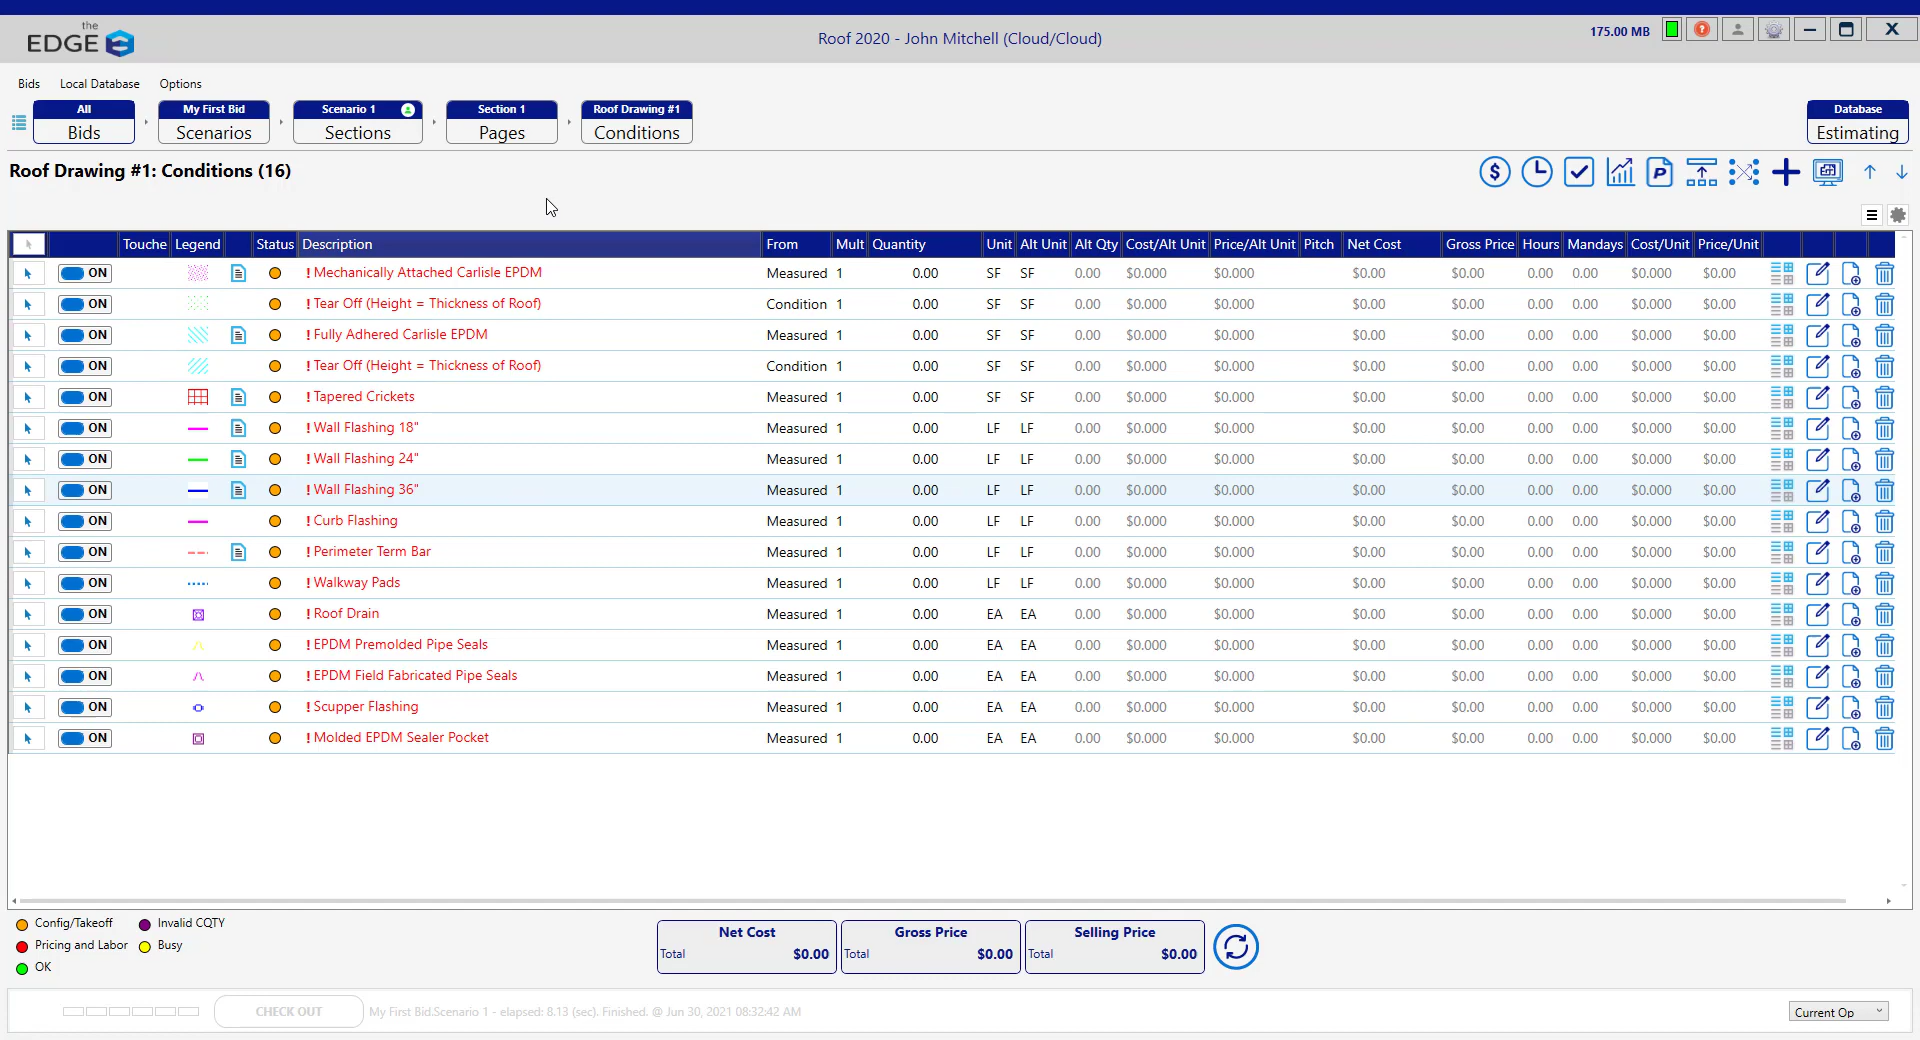 the
EDGE
Roof 2020 - John Mitchell (Cloud/Cloud)
175.00 MB
Bids Local Database Options
All Bids
My First Bid Scenarios
Scenario 1 Sections
Section 1 Pages
Roof Drawing #1 Conditions
Database Estimating
Roof Drawing #1: Conditions (16)
Touche Legend Status Description From Mult Quantity Unit Alt Unit Alt Qty Cost/Alt Unit Price/Alt Unit Pitch Net Cost Gross Price Hours Mandays Cost/Unit Price/Unit
ON ! Mechanically Attached Carlisle EPDM Measured 1 0.00 SF SF 0.00 $0.000 $0.000 $0.00 $0.00 0.00 0.00 $0.000 $0.00
ON ! Tear Off (Height = Thickness of Roof) Condition 1 0.00 SF SF 0.00 $0.000 $0.000 $0.00 $0.00 0.00 0.00 $0.000 $0.00
ON ! Fully Adhered Carlisle EPDM Measured 1 0.00 SF SF 0.00 $0.000 $0.000 $0.00 $0.00 0.00 0.00 $0.000 $0.00
ON ! Tear Off (Height = Thickness of Roof) Condition 1 0.00 SF SF 0.00 $0.000 $0.000 $0.00 $0.00 0.00 0.00 $0.000 $0.00
ON ! Tapered Crickets Measured 1 0.00 SF SF 0.00 $0.000 $0.000 $0.00 $0.00 0.00 0.00 $0.000 $0.00
ON ! Wall Flashing 18" Measured 1 0.00 LF LF 0.00 $0.000 $0.000 $0.00 $0.00 0.00 0.00 $0.000 $0.00
ON ! Wall Flashing 24" Measured 1 0.00 LF LF 0.00 $0.000 $0.000 $0.00 $0.00 0.00 0.00 $0.000 $0.00
ON ! Wall Flashing 36" Measured 1 0.00 LF LF 0.00 $0.000 $0.000 $0.00 $0.00 0.00 0.00 $0.000 $0.00
ON ! Curb Flashing Measured 1 0.00 LF LF 0.00 $0.000 $0.000 $0.00 $0.00 0.00 0.00 $0.000 $0.00
ON ! Perimeter Term Bar Measured 1 0.00 LF LF 0.00 $0.000 $0.000 $0.00 $0.00 0.00 0.00 $0.000 $0.00
ON ! Walkway Pads Measured 1 0.00 LF LF 0.00 $0.000 $0.000 $0.00 $0.00 0.00 0.00 $0.000 $0.00
ON ! Roof Drain Measured 1 0.00 EA EA 0.00 $0.000 $0.000 $0.00 $0.00 0.00 0.00 $0.000 $0.00
ON ! EPDM Premolded Pipe Seals Measured 1 0.00 EA EA 0.00 $0.000 $0.000 $0.00 $0.00 0.00 0.00 $0.000 $0.00
ON ! EPDM Field Fabricated Pipe Seals Measured 1 0.00 EA EA 0.00 $0.000 $0.000 $0.00 $0.00 0.00 0.00 $0.000 $0.00
ON ! Scupper Flashing Measured 1 0.00 EA EA 0.00 $0.000 $0.000 $0.00 $0.00 0.00 0.00 $0.000 $0.00
ON ! Molded EPDM Sealer Pocket Measured 1 0.00 EA EA 0.00 $0.000 $0.000 $0.00 $0.00 0.00 0.00 $0.000 $0.00
Config/Takeoff Invalid CQTY
Pricing and Labor Busy
OK
Net Cost
Total $0.00
Gross Price
Total $0.00
Selling Price
Total $0.00
CHECK OUT My First Bid.Scenario 1 - elapsed: 8.13 (sec). Finished. @ Jun 30, 2021 08:32:42 AM
Current Op